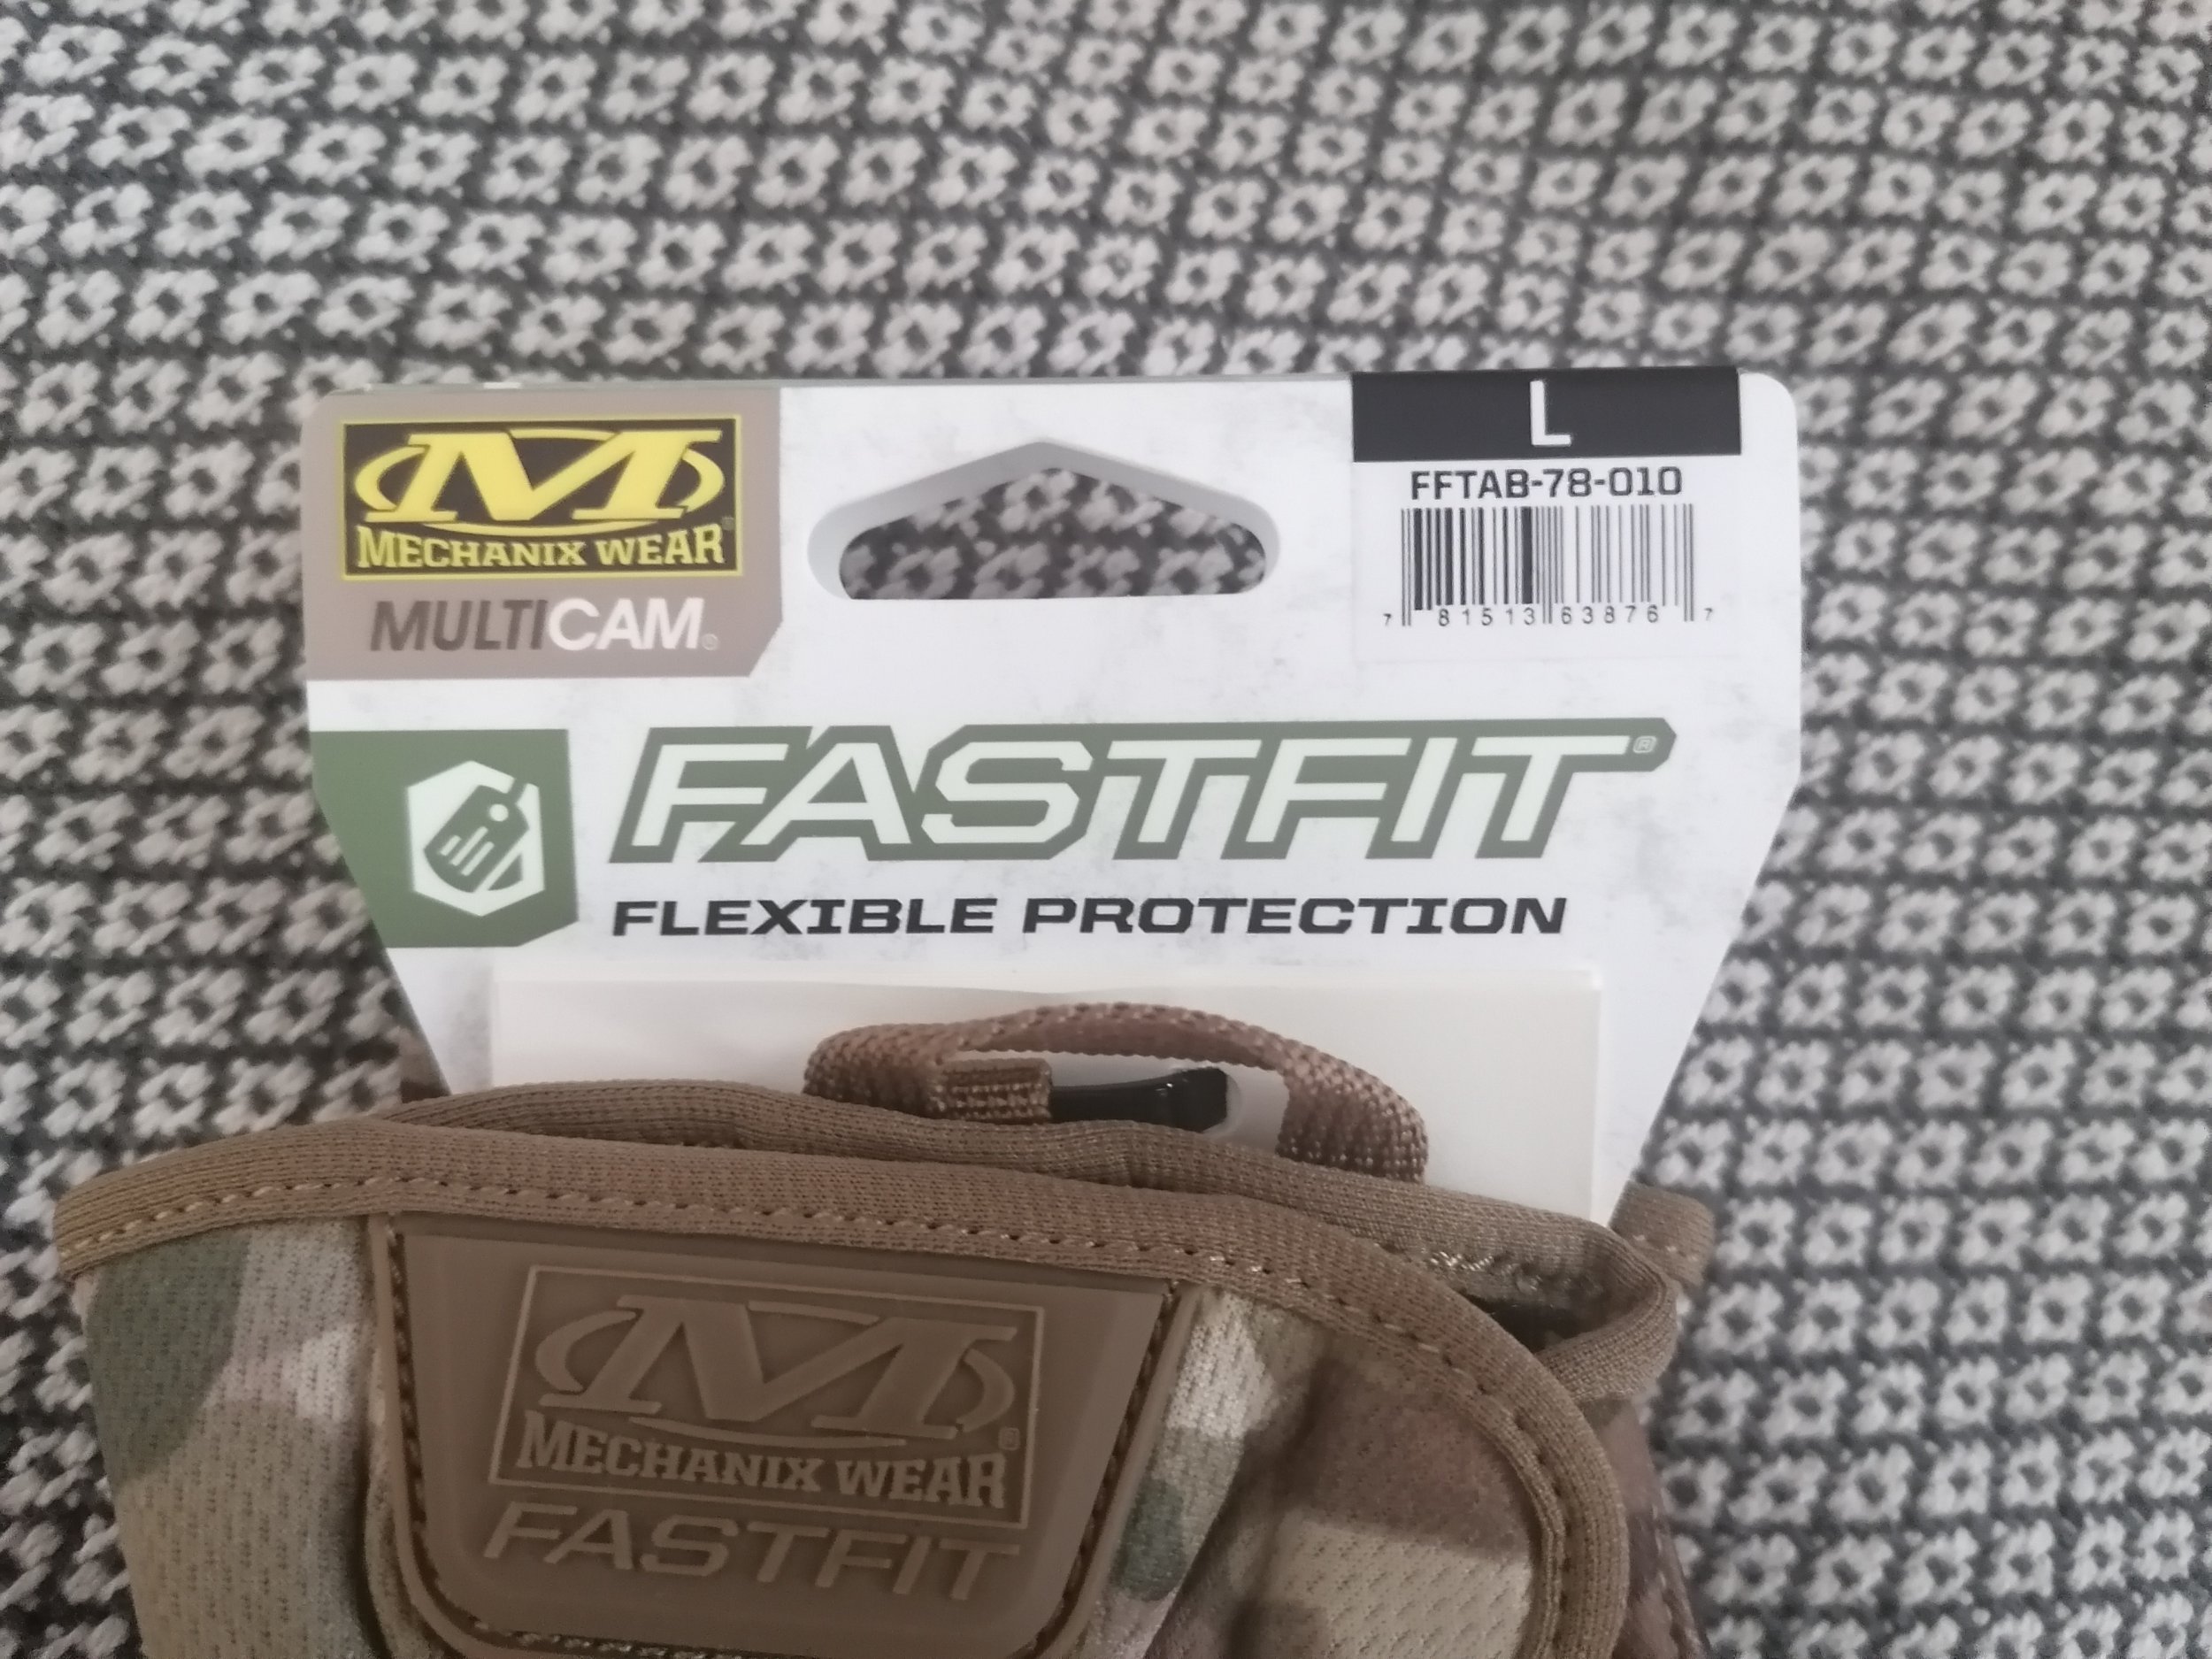 M
MECHANIX WEAR®
MULTICAM®
L
FFTAB-78-010
7 81513 63876 7
FASTFIT®
FLEXIBLE PROTECTION
M
MECHANIX WEAR®
FASTFIT